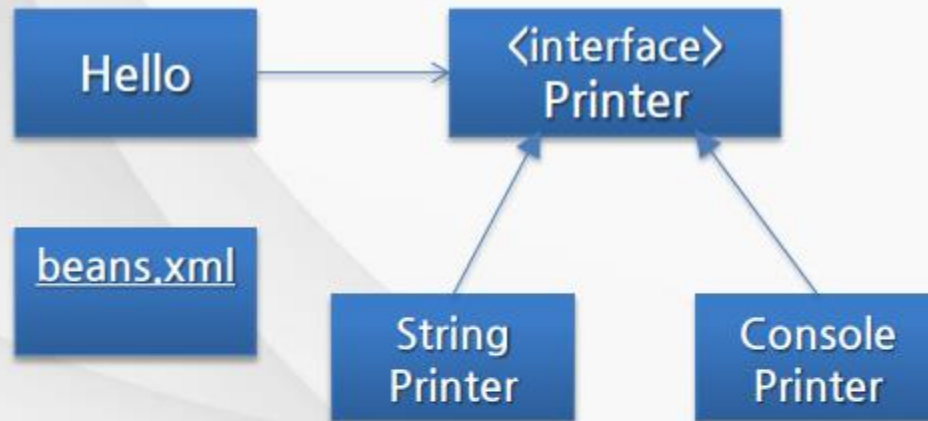 Hello
<interface>
Printer
beans.xml
String
Printer
Console
Printer